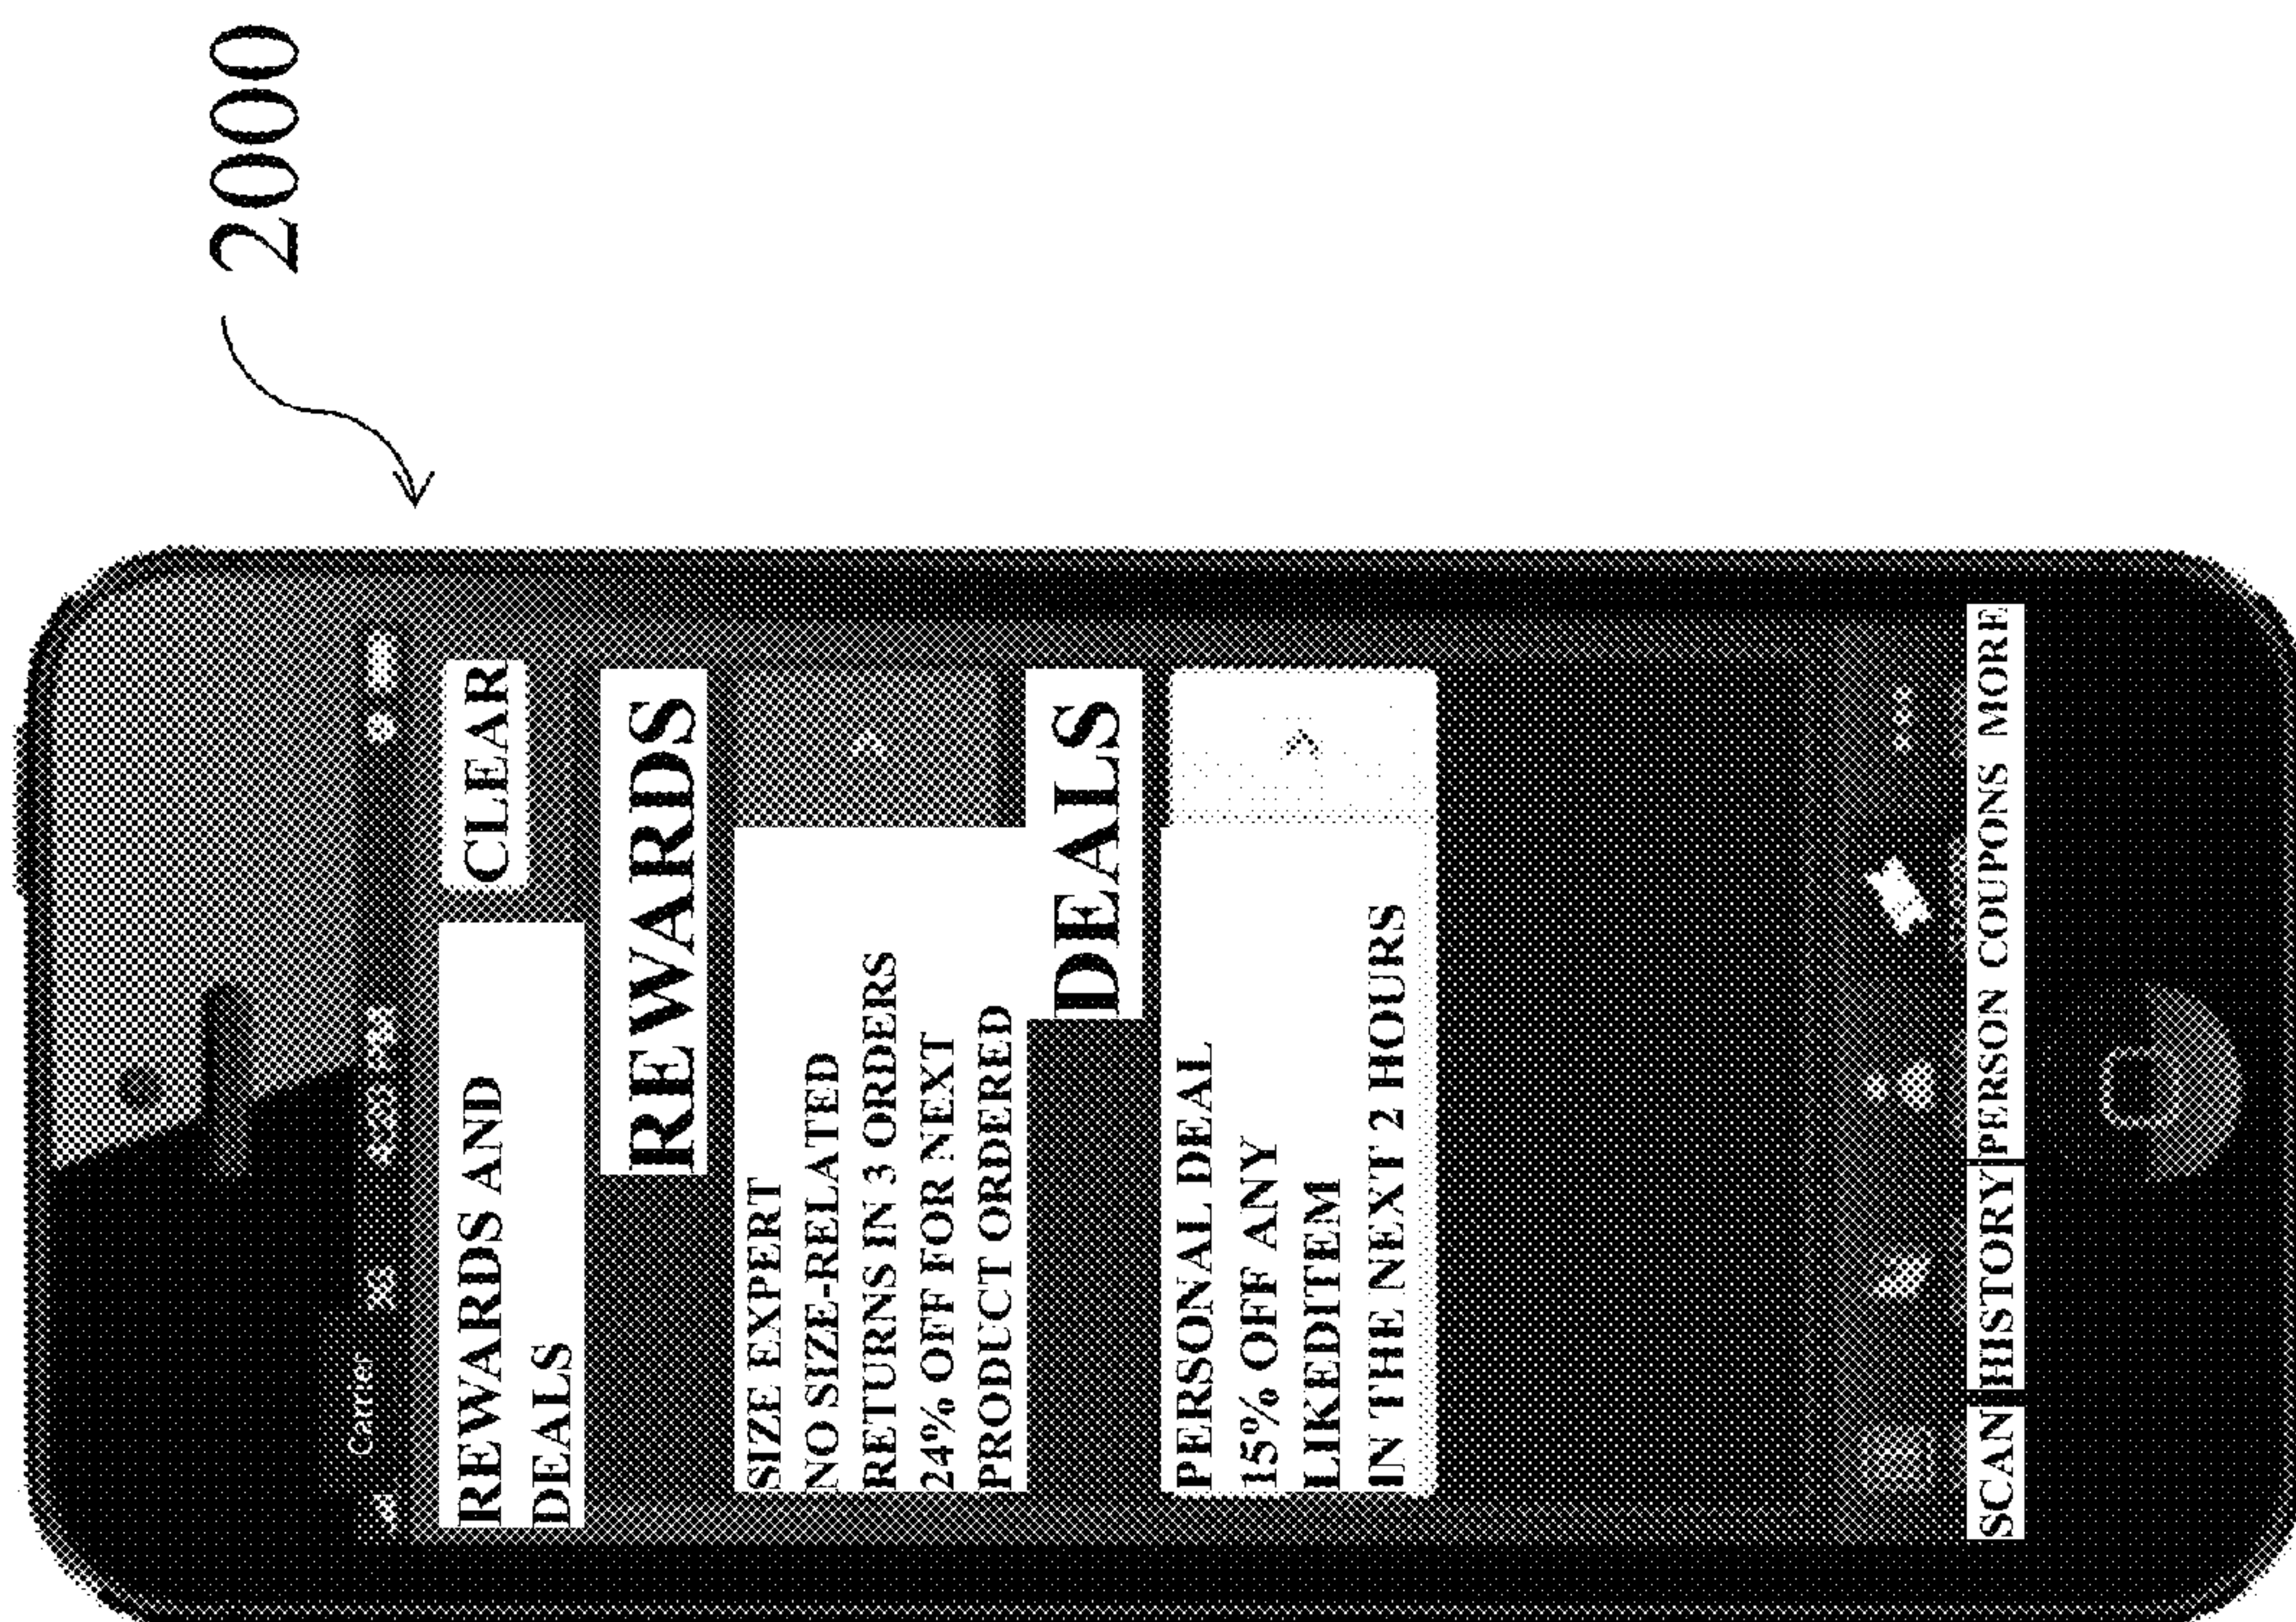 2000
Carrier
REWARDS AND
DEALS
CLEAR
REWARDS
SIZE EXPERT
NO SIZE-RELATED
RETURNS IN 3 ORDERS
24% OFF FOR NEXT
PRODUCT ORDERED
DEALS
PERSONAL DEAL
15% OFF ANY
LIKEDITEM
IN THE NEXT 2 HOURS
SCAN HISTORY PERSON COUPONS MORE